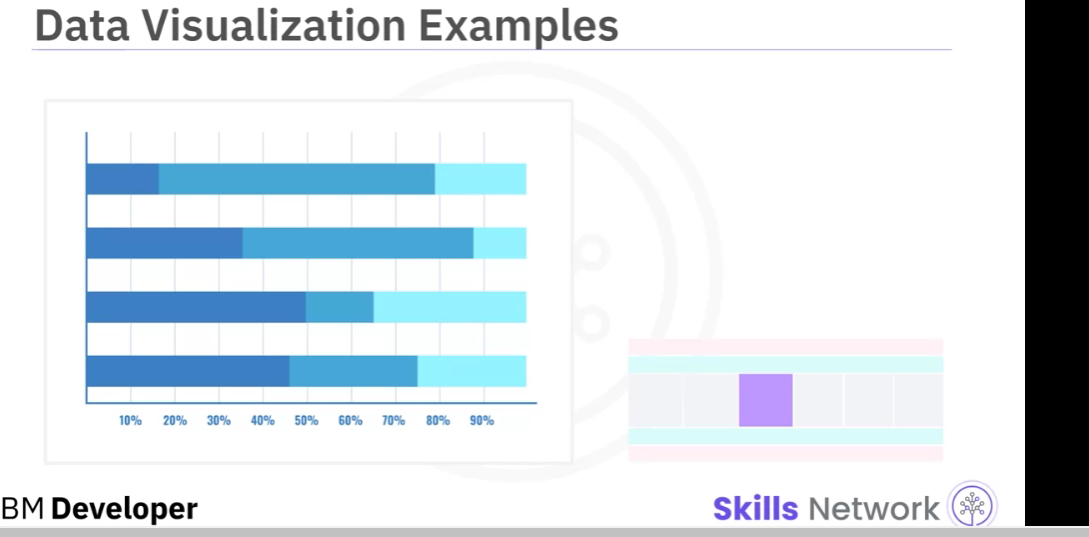 Data Visualization Examples
10% 20% 30% 40% 50% 60% 70% 80% 90%
BM Developer
Skills Network